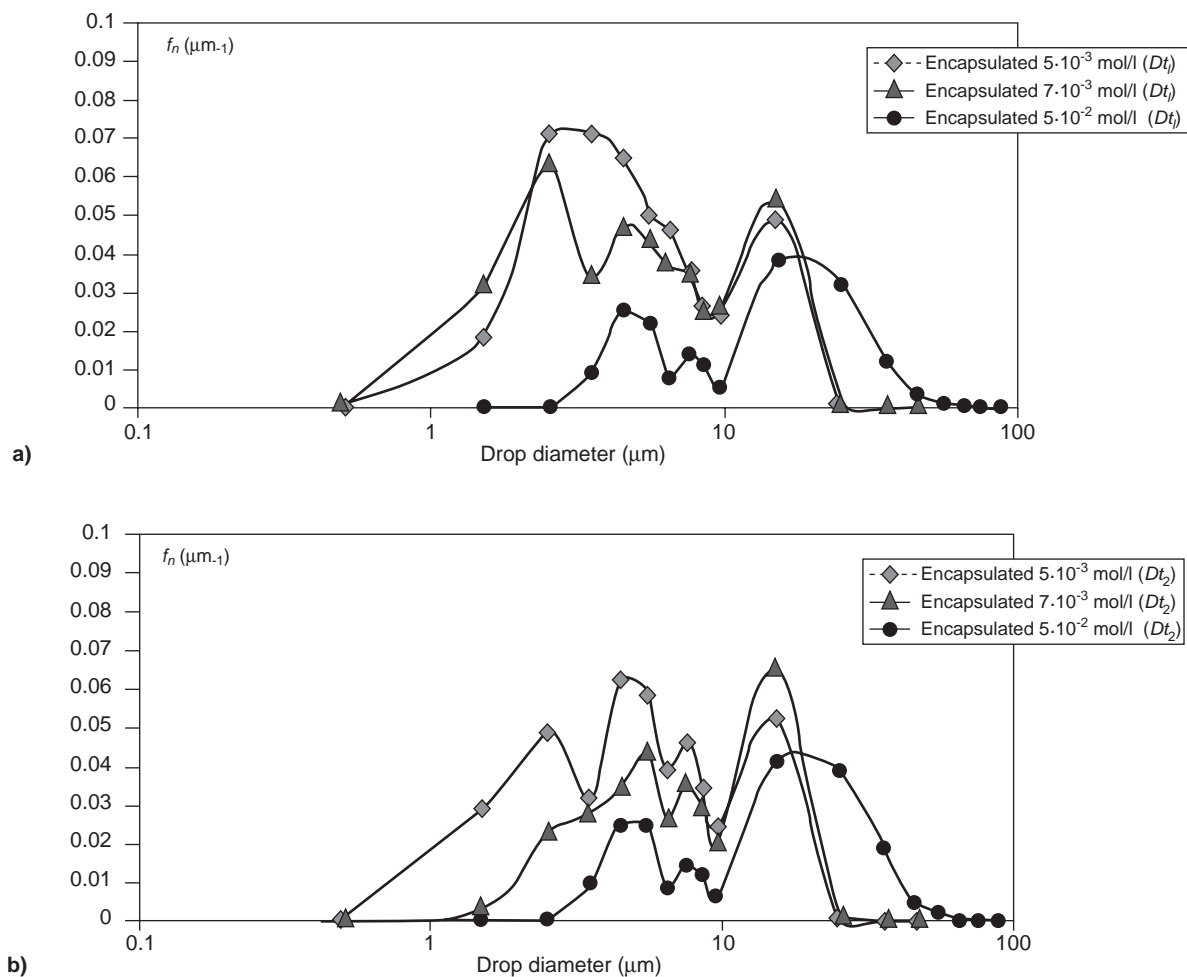 0.1
fn (μm-1)
0.09
0.08
0.07
0.06
0.05
0.04
0.03
0.02
0.01
0
Encapsulated 5·10-3 mol/l (Dtl)
Encapsulated 7·10-3 mol/l (Dtl)
Encapsulated 5·10-2 mol/l (Dtl)
0.1 1 10 100
Drop diameter (μm)
a)
0.1
fn (μm-1)
0.09
0.08
0.07
0.06
0.05
0.04
0.03
0.02
0.01
0
Encapsulated 5·10-3 mol/l (Dt2)
Encapsulated 7·10-3 mol/l (Dt2)
Encapsulated 5·10-2 mol/l (Dt2)
0.1 1 10 100
Drop diameter (μm)
b)